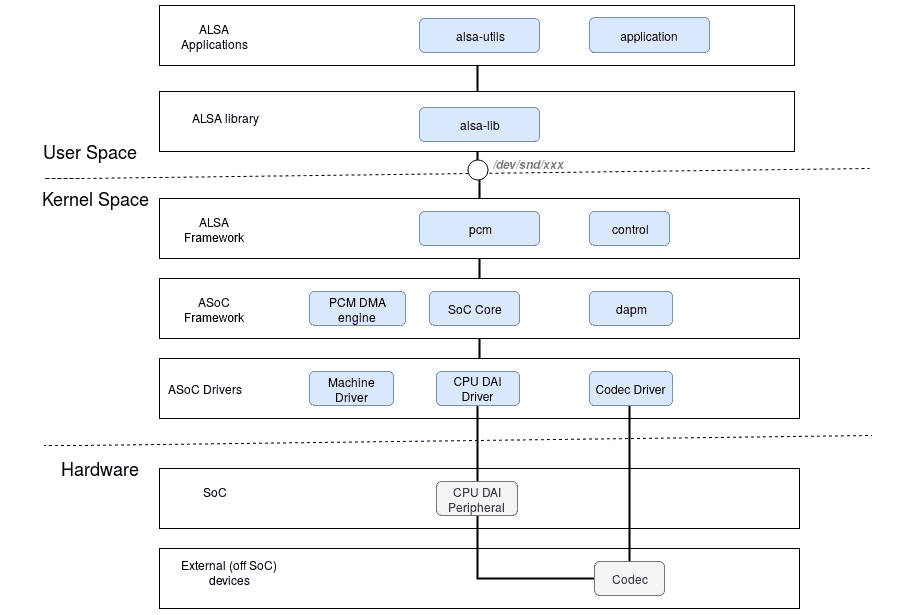 ALSA
Applications
alsa-utils
application
ALSA library
alsa-lib
User Space
/dev/snd/xxx
Kernel Space
ALSA
Framework
pcm
control
ASoC
Framework
PCM DMA
engine
SoC Core
dapm
ASoC Drivers
Machine
Driver
CPU DAI
Driver
Codec Driver
Hardware
SoC
CPU DAI
Peripheral
External (off SoC)
devices
Codec